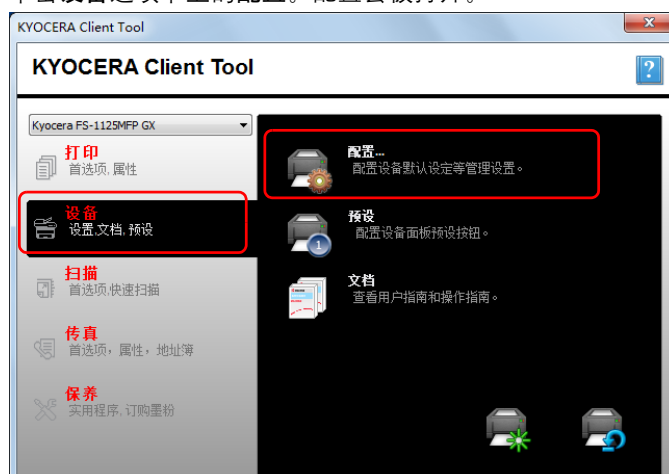 KYOCERA Client Tool
KYOCERA Client Tool
Kyocera FS-1125MFP GX
打印
首选项, 属性
设备
设置,文档, 预设
扫描
首选项,快速扫描
传真
首选项，属性，地址簿
保养
实用程序, 订购墨粉
配置...
配置设备默认设定等管理设置。
预设
配置设备面板预设按钮。
文档
查看用户指南和操作指南。